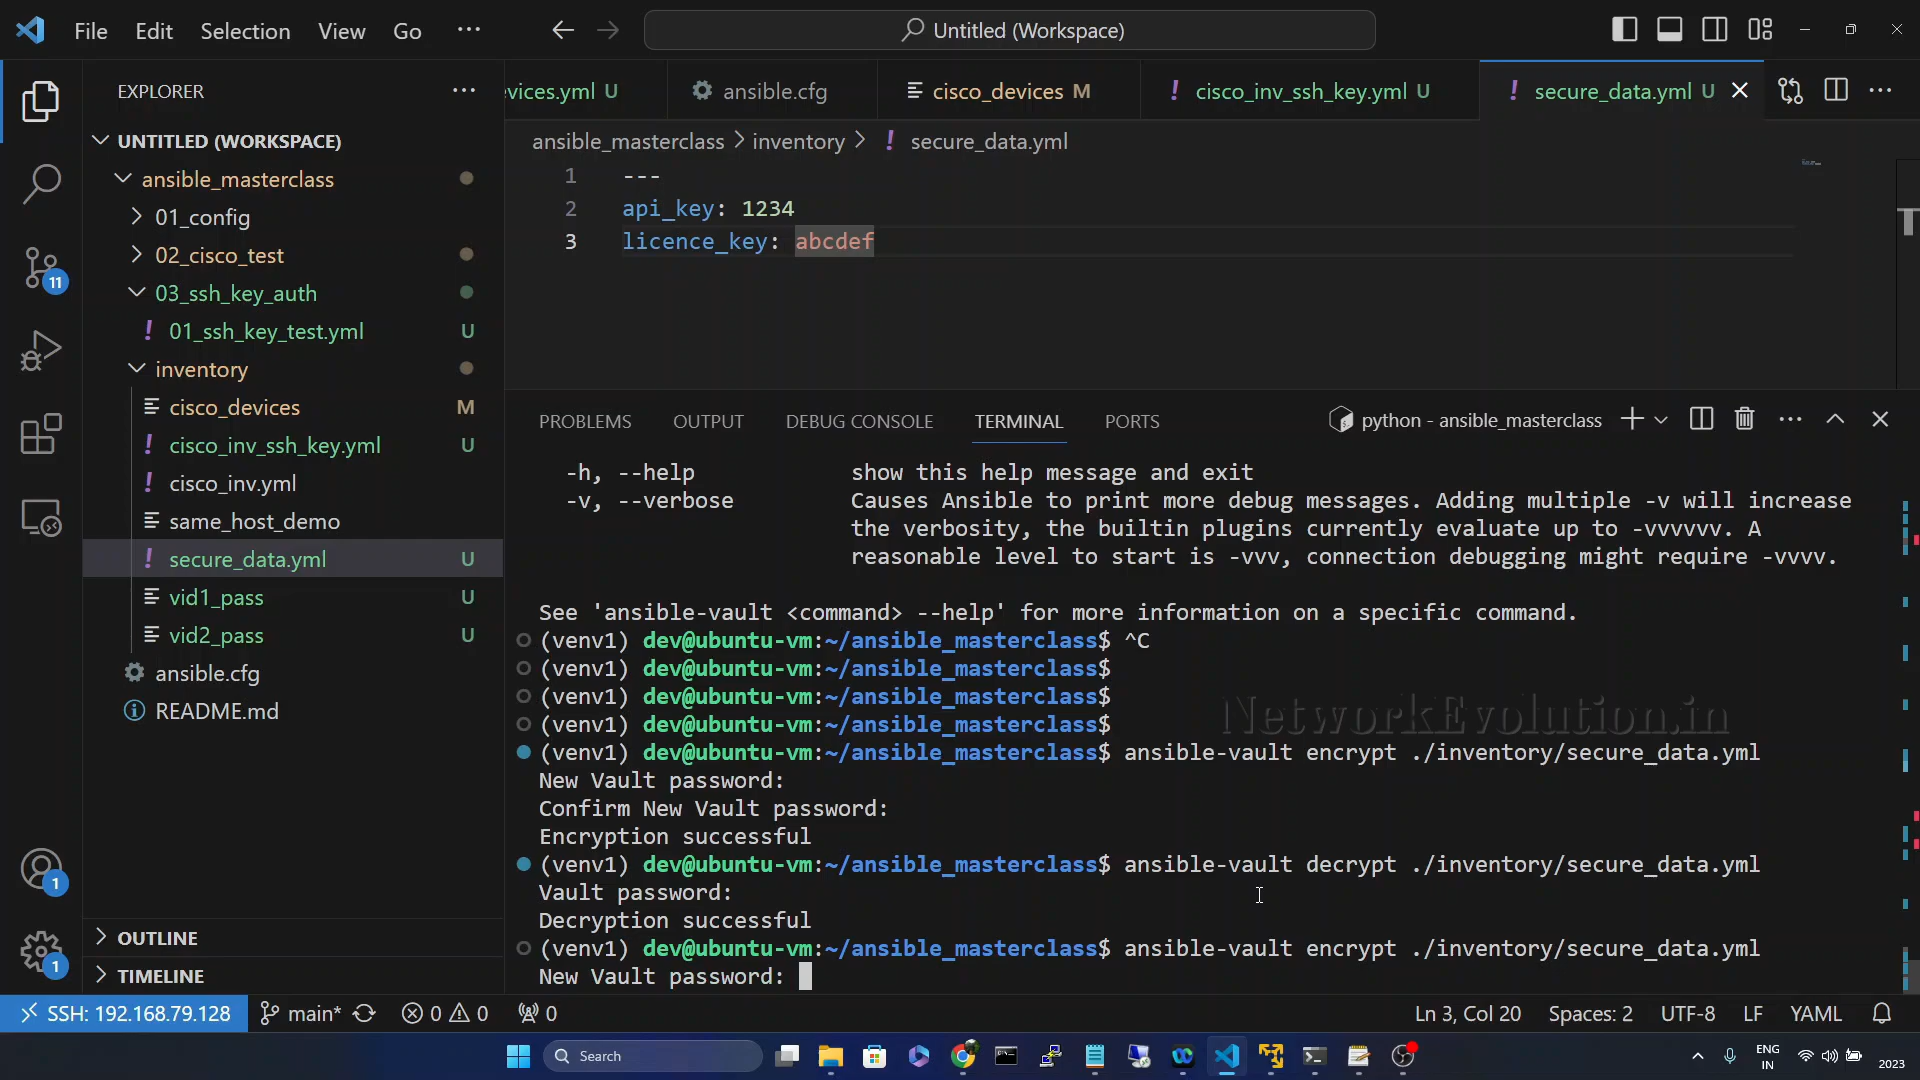 File Edit Selection View Go ··· Untitled (Workspace)
EXPLORER ···
vices.yml U ansible.cfg cisco_devices M ! cisco_inv_ssh_key.yml U ! secure_data.yml U
ansible_masterclass > inventory > ! secure_data.yml
UNTITLED (WORKSPACE)
ansible_masterclass
01_config
02_cisco_test
03_ssh_key_auth
! 01_ssh_key_test.yml U
inventory
cisco_devices M
! cisco_inv_ssh_key.yml U
! cisco_inv.yml
same_host_demo
! secure_data.yml U
vid1_pass U
vid2_pass U
ansible.cfg
README.md
OUTLINE
TIMELINE
11
1
1
1 ---
2 api_key: 1234
3 licence_key: abcdef
PROBLEMS OUTPUT DEBUG CONSOLE TERMINAL PORTS python - ansible_masterclass
-h, --help show this help message and exit
-v, --verbose Causes Ansible to print more debug messages. Adding multiple -v will increase
the verbosity, the builtin plugins currently evaluate up to -vvvvvv. A
reasonable level to start is -vvv, connection debugging might require -vvvv.
See 'ansible-vault <command> --help' for more information on a specific command.
(venv1) dev@ubuntu-vm:~/ansible_masterclass$ ^C
(venv1) dev@ubuntu-vm:~/ansible_masterclass$
(venv1) dev@ubuntu-vm:~/ansible_masterclass$
(venv1) dev@ubuntu-vm:~/ansible_masterclass$
NetworkEvolution.in
(venv1) dev@ubuntu-vm:~/ansible_masterclass$ ansible-vault encrypt ./inventory/secure_data.yml
New Vault password:
Confirm New Vault password:
Encryption successful
(venv1) dev@ubuntu-vm:~/ansible_masterclass$ ansible-vault decrypt ./inventory/secure_data.yml
Vault password:
Decryption successful
(venv1) dev@ubuntu-vm:~/ansible_masterclass$ ansible-vault encrypt ./inventory/secure_data.yml
New Vault password:
SSH: 192.168.79.128 main* 0 0 0 Ln 3, Col 20 Spaces: 2 UTF-8 LF YAML
Search ENG
IN 2023